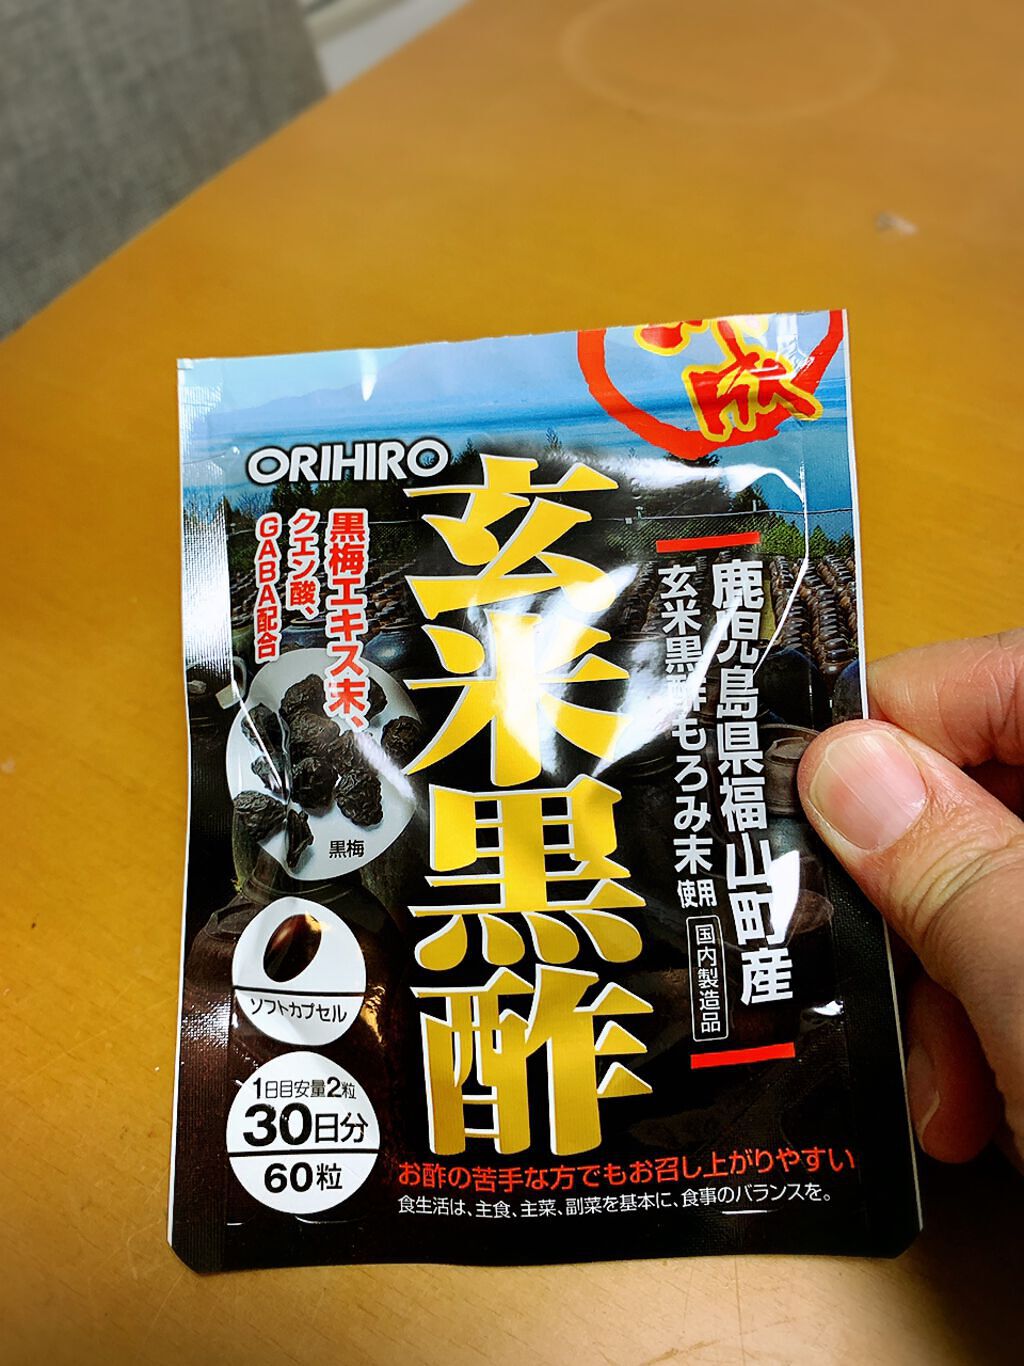 ORIHIRO
玄米黒酢
鹿児島県福山町産
玄米黒酢もろみ末使用
国内製造品
黒梅エキス末、
クエン酸、
GABA配合
黒梅
ソフトカプセル
1日目安量2粒
30日分
60粒
お酢の苦手な方でもお召し上がりやすい
食生活は、主食、主菜、副菜を基本に、食事のバランスを。